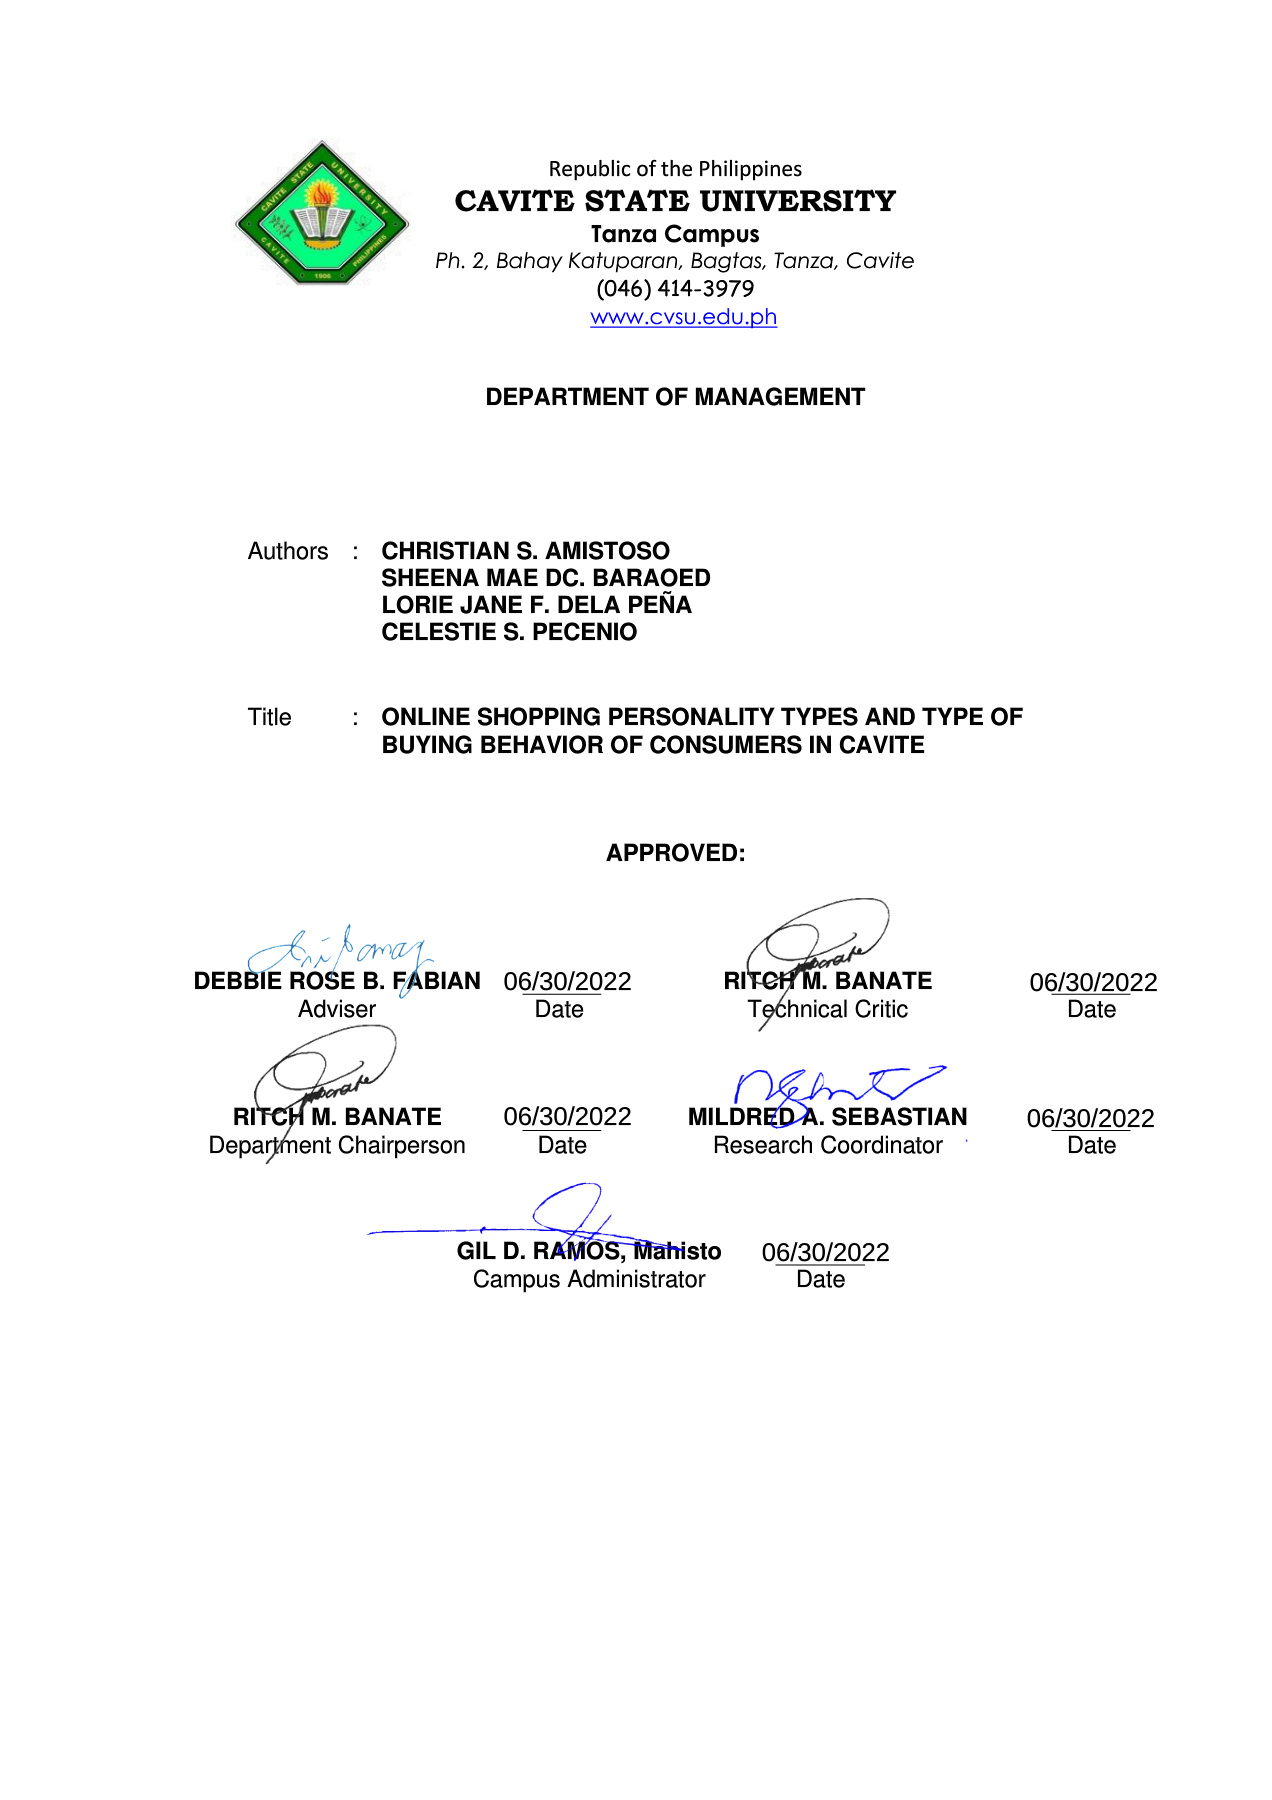 CAVITE STATE UNIVERSITY
CAVITE
PHILIPPINES
1906
Republic of the Philippines
CAVITE STATE UNIVERSITY
Tanza Campus
Ph. 2, Bahay Katuparan, Bagtas, Tanza, Cavite
(046) 414-3979
www.cvsu.edu.ph
DEPARTMENT OF MANAGEMENT
Authors : CHRISTIAN S. AMISTOSO
SHEENA MAE DC. BARAOED
LORIE JANE F. DELA PEÑA
CELESTIE S. PECENIO
Title : ONLINE SHOPPING PERSONALITY TYPES AND TYPE OF
BUYING BEHAVIOR OF CONSUMERS IN CAVITE
APPROVED:
DEBBIE ROSE B. FABIAN 06/30/2022 RITCH M. BANATE 06/30/2022
Adviser Date Technical Critic Date
RITCH M. BANATE 06/30/2022 MILDRED A. SEBASTIAN 06/30/2022
Department Chairperson Date Research Coordinator Date
GIL D. RAMOS, Mahisto 06/30/2022
Campus Administrator Date